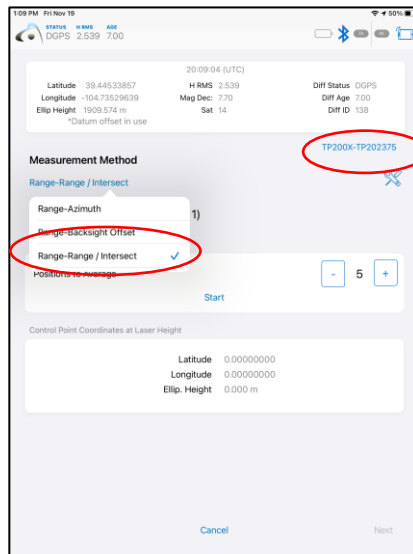 1:09 PM Fri Nov 19
50%
STATUS H RMS AGE
DGPS 2.539 7.00
20:09:04 (UTC)
Latitude 39.44533857 H RMS 2.539 Diff Status DGPS
Longitude -104.73529639 Mag Dec: 7.70 Diff Age 7.00
Ellip Height 1909.574 m Sat 14 Diff ID 138
*Datum offset in use
TP200X-TP202375
Measurement Method
Range-Range / Intersect
Range-Azimuth
1)
Range-Backsight Offset
Range-Range / Intersect ✓
Positions to Average - 5 +
Start
Control Point Coordinates at Laser Height
Latitude 0.00000000
Longitude 0.00000000
Ellip. Height 0.000 m
Cancel Next